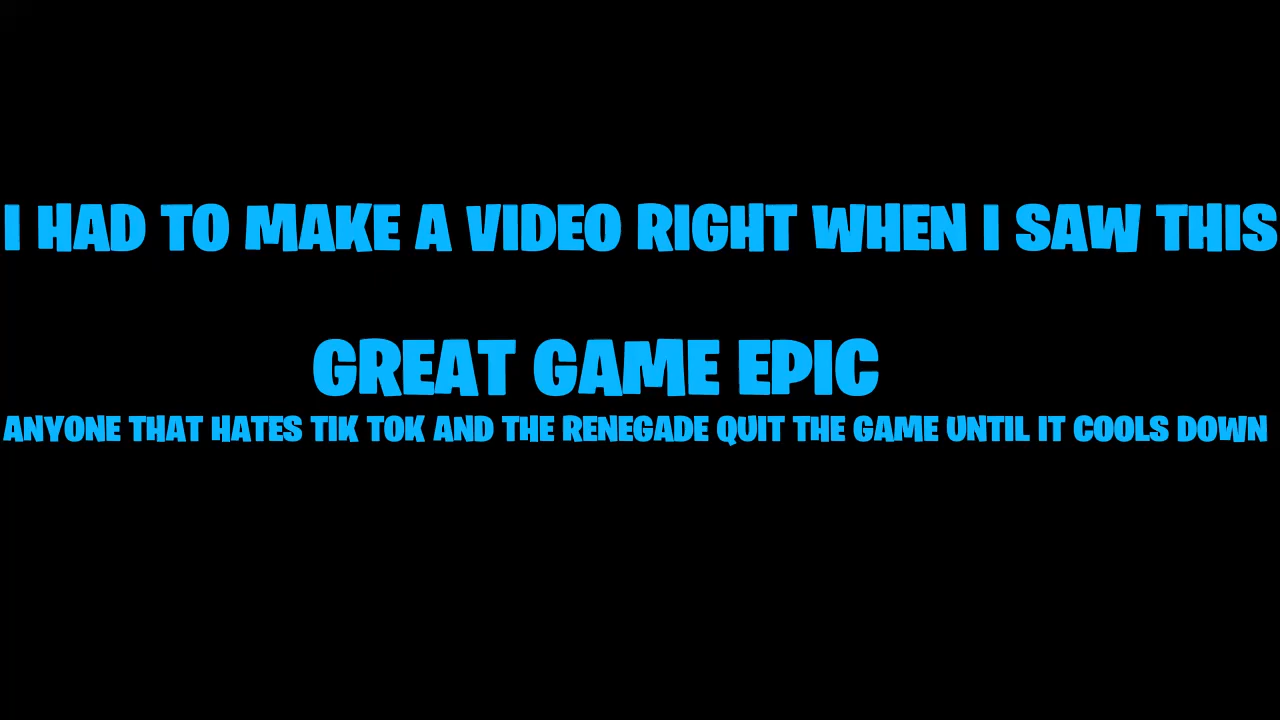 I HAD TO MAKE A VIDEO RIGHT WHEN I SAW THIS
GREAT GAME EPIC
ANYONE THAT HATES TIK TOK AND THE RENEGADE QUIT THE GAME UNTIL IT COOLS DOWN